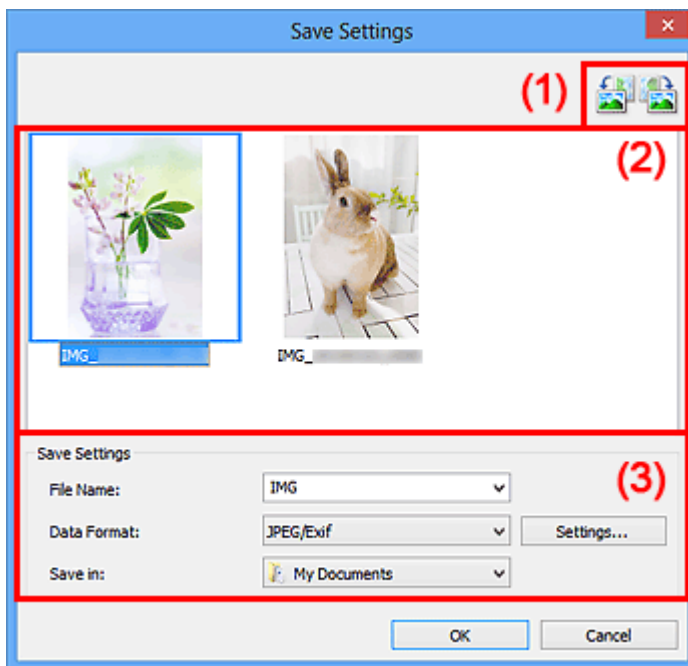 Save Settings
(1)
(2)
IMG_
IMG_
Save Settings
(3)
File Name:
IMG
Data Format:
JPEG/Exif
Settings...
Save in:
My Documents
OK
Cancel